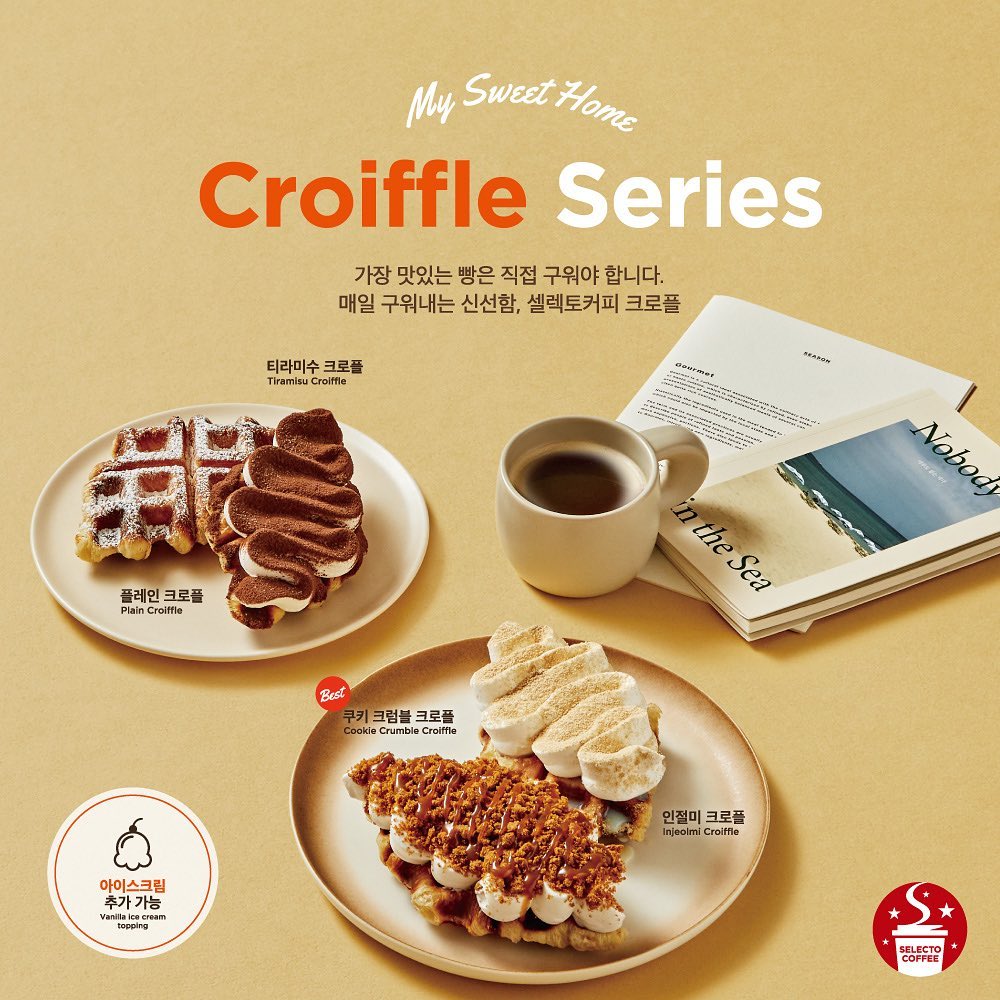 My Sweet Home
Croiffle Series
가장 맛있는 빵은 직접 구워야 합니다.
매일 구워내는 신선함, 셀렉토커피 크로플
티라미수 크로플
Tiramisu Croiffle
플레인 크로플
Plain Croiffle
SEASON
Gourmet
Nobody
in the Sea
Best
쿠키 크럼블 크로플
Cookie Crumble Croiffle
인절미 크로플
Injeolmi Croiffle
아이스크림
추가 가능
Vanilla ice cream
topping
SELECTO
COFFEE